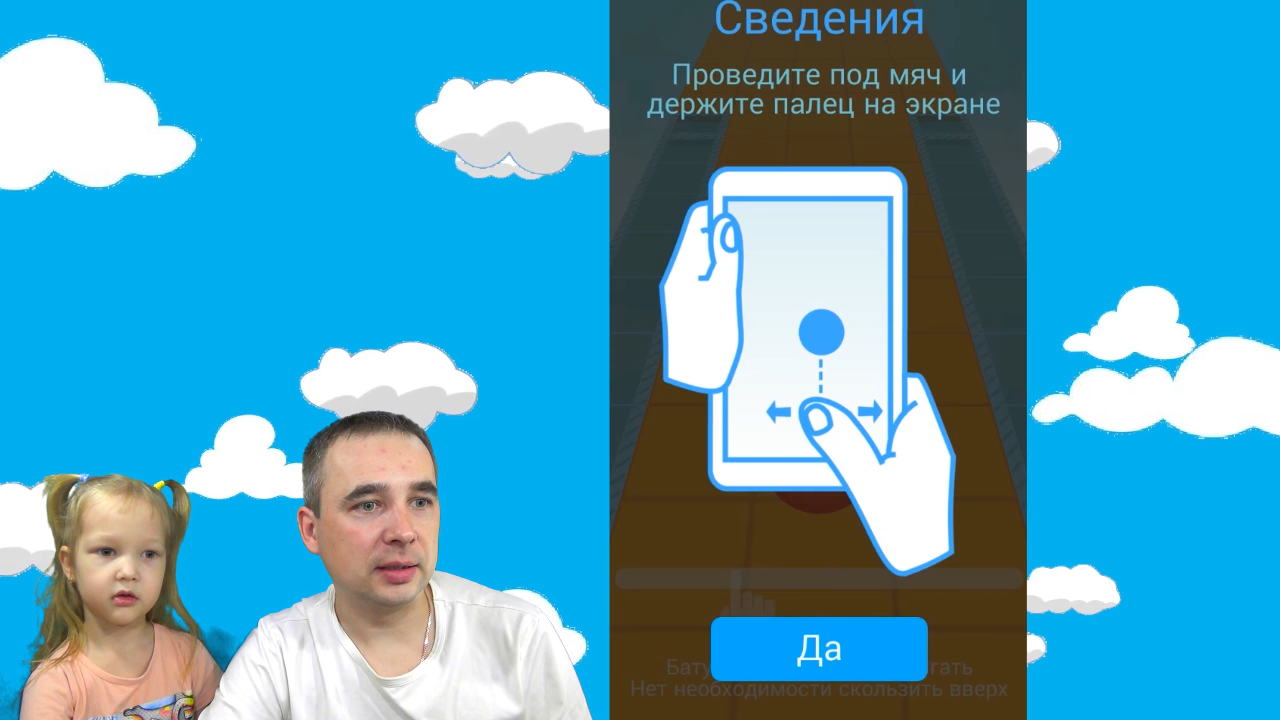 Сведения
Проведите под мяч и
держите палец на экране
Да
Нет необходимости скользить вверх